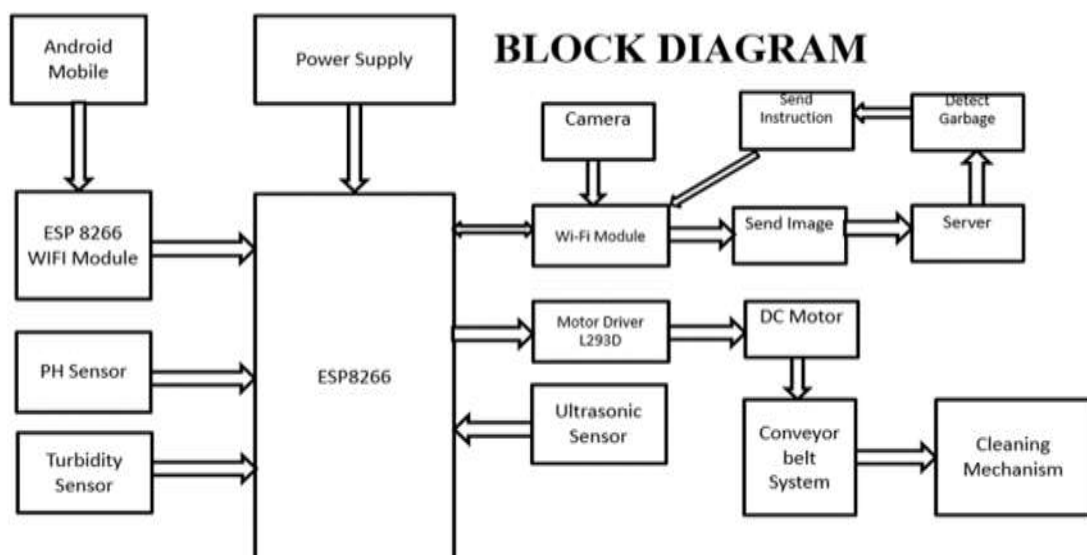 BLOCK DIAGRAM
Android
Mobile
Power Supply
Camera
Send
Instruction
Detect
Garbage
ESP 8266
WIFI Module
Wi-Fi Module
Send Image
Server
PH Sensor
ESP8266
Motor Driver
L293D
DC Motor
Ultrasonic
Sensor
Turbidity
Sensor
Conveyor
belt
System
Cleaning
Mechanism